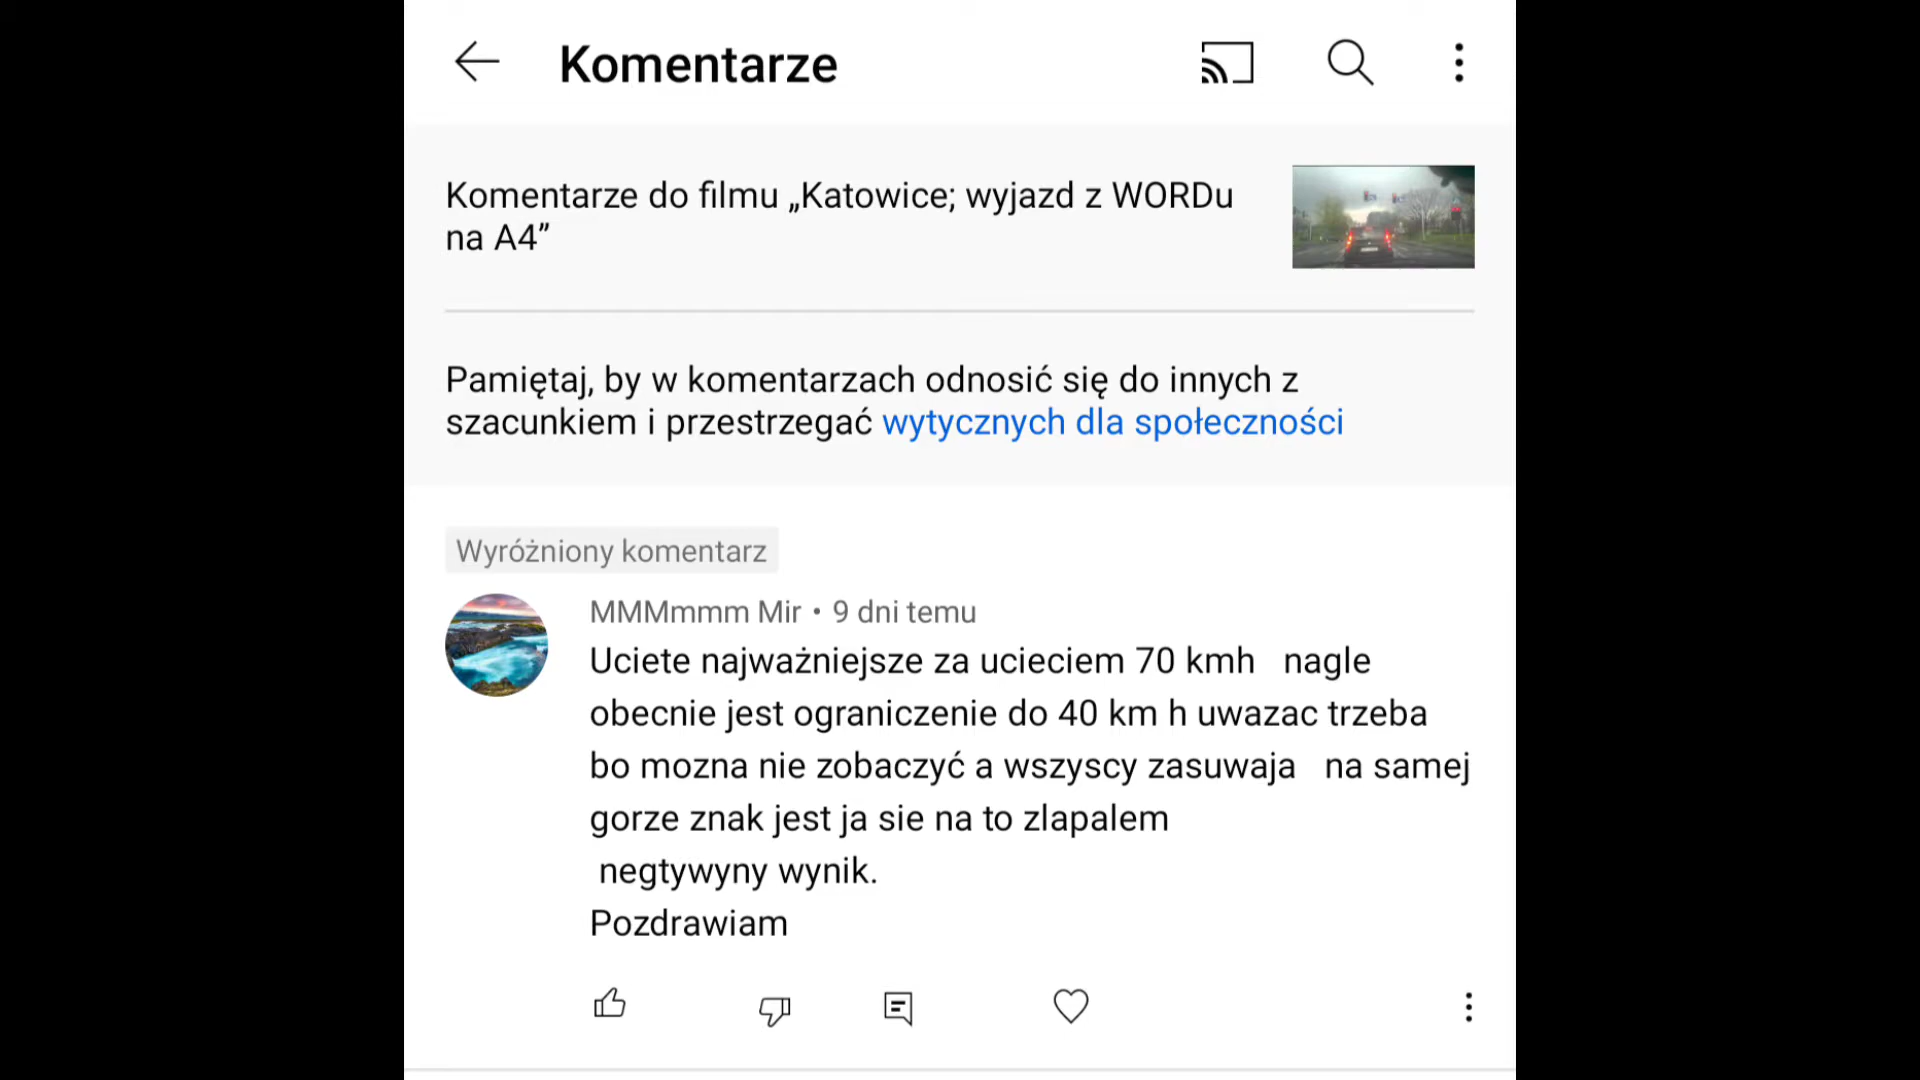 Komentarze
Komentarze do filmu „Katowice; wyjazd z WORDu
na A4”
Pamiętaj, by w komentarzach odnosić się do innych z
szacunkiem i przestrzegać wytycznych dla społeczności
Wyróżniony komentarz
MMMmmm Mir • 9 dni temu
Uciete najważniejsze za ucieciem 70 kmh   nagle
obecnie jest ograniczenie do 40 km h uwazac trzeba
bo mozna nie zobaczyć a wszyscy zasuwaja   na samej
gorze znak jest ja sie na to zlapalem
negtywyny wynik.
Pozdrawiam